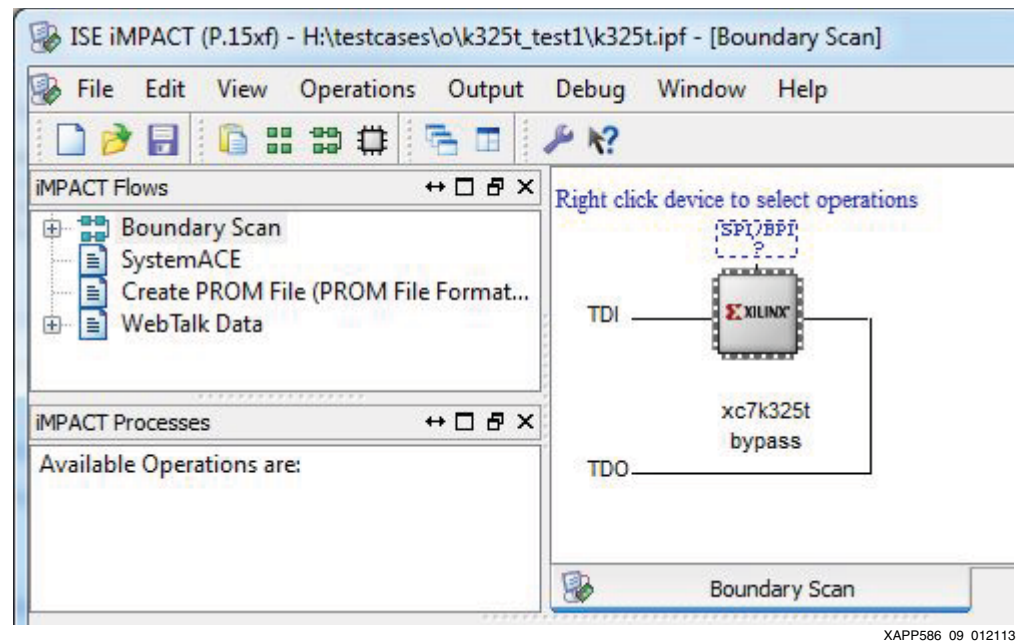 ISE iMPACT (P.15xf) - H:\testcases\o\k325t_test1\k325t.ipf - [Boundary Scan]
File Edit View Operations Output Debug Window Help
iMPACT Flows
Boundary Scan
SystemACE
Create PROM File (PROM File Format...
WebTalk Data
iMPACT Processes
Available Operations are:
Right click device to select operations
SPI/BPI
?
TDI
XILINX
xc7k325t
bypass
TDO
Boundary Scan
XAPP586_09_012113